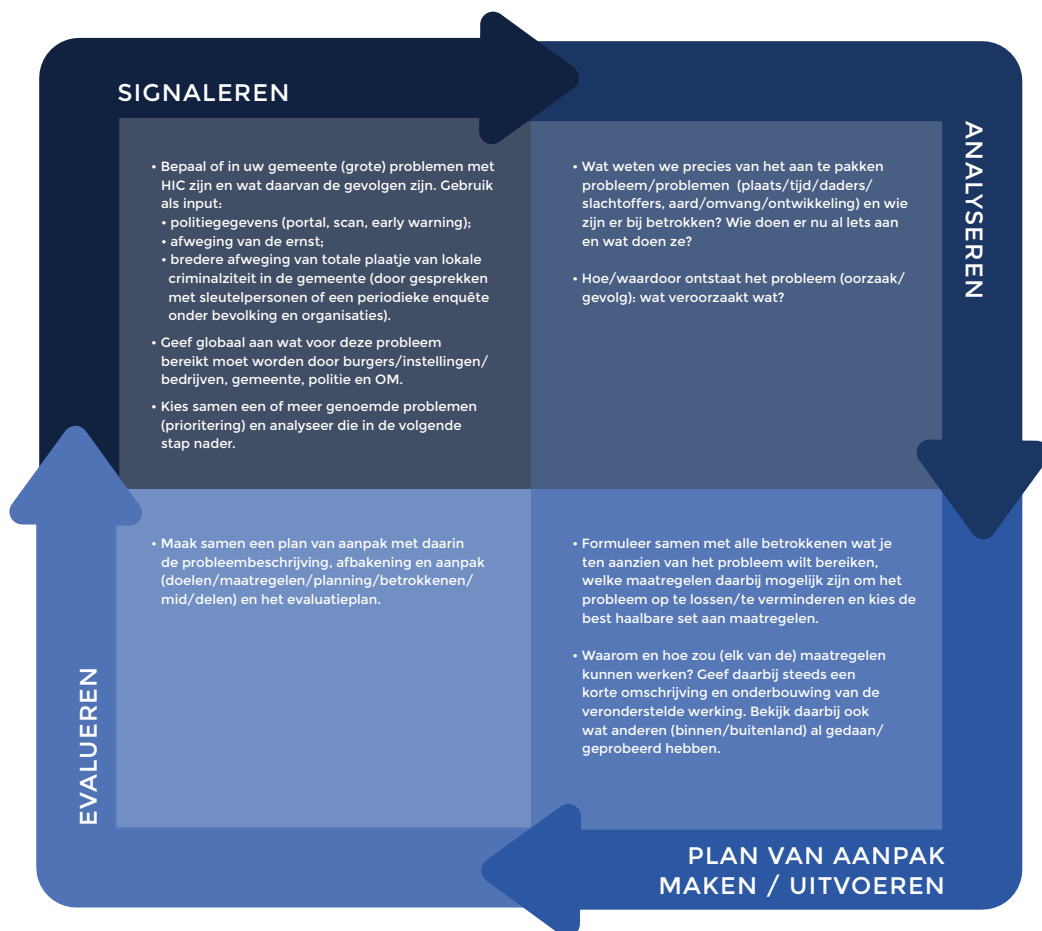 SIGNALEREN
• Bepaal of in uw gemeente (grote) problemen met
HIC zijn en wat daarvan de gevolgen zijn. Gebruik
als input:
• politiegegevens (portal, scan, early warning);
• afweging van de ernst;
• bredere afweging van totale plaatje van lokale
criminalziteit in de gemeente (door gesprekken
met sleutelpersonen of een periodieke enquête
onder bevolking en organisaties).
• Geef globaal aan wat voor deze probleem
bereikt moet worden door burgers/instellingen/
bedrijven, gemeente, politie en OM.
• Kies samen een of meer genoemde problemen
(prioritering) en analyseer die in de volgende
stap nader.
ANALYSEREN
• Wat weten we precies van het aan te pakken
probleem/problemen (plaats/tijd/daders/
slachtoffers, aard/omvang/ontwikkeling) en wie
zijn er bij betrokken? Wie doen er nu al Iets aan
en wat doen ze?
• Hoe/waardoor ontstaat het probleem (oorzaak/
gevolg): wat veroorzaakt wat?
PLAN VAN AANPAK
MAKEN / UITVOEREN
• Formuleer samen met alle betrokkenen wat je
ten aanzien van het probleem wilt bereiken,
welke maatregelen daarbij mogelijk zijn om het
probleem op te lossen/te verminderen en kies de
best haalbare set aan maatregelen.
• Waarom en hoe zou (elk van de) maatregelen
kunnen werken? Geef daarbij steeds een
korte omschrijving en onderbouwing van de
veronderstelde werking. Bekijk daarbij ook
wat anderen (binnen/buitenland) al gedaan/
geprobeerd hebben.
EVALUEREN
• Maak samen een plan van aanpak met daarin
de probleembeschrijving, afbakening en aanpak
(doelen/maatregelen/planning/betrokkenen/
mid/delen) en het evaluatieplan.